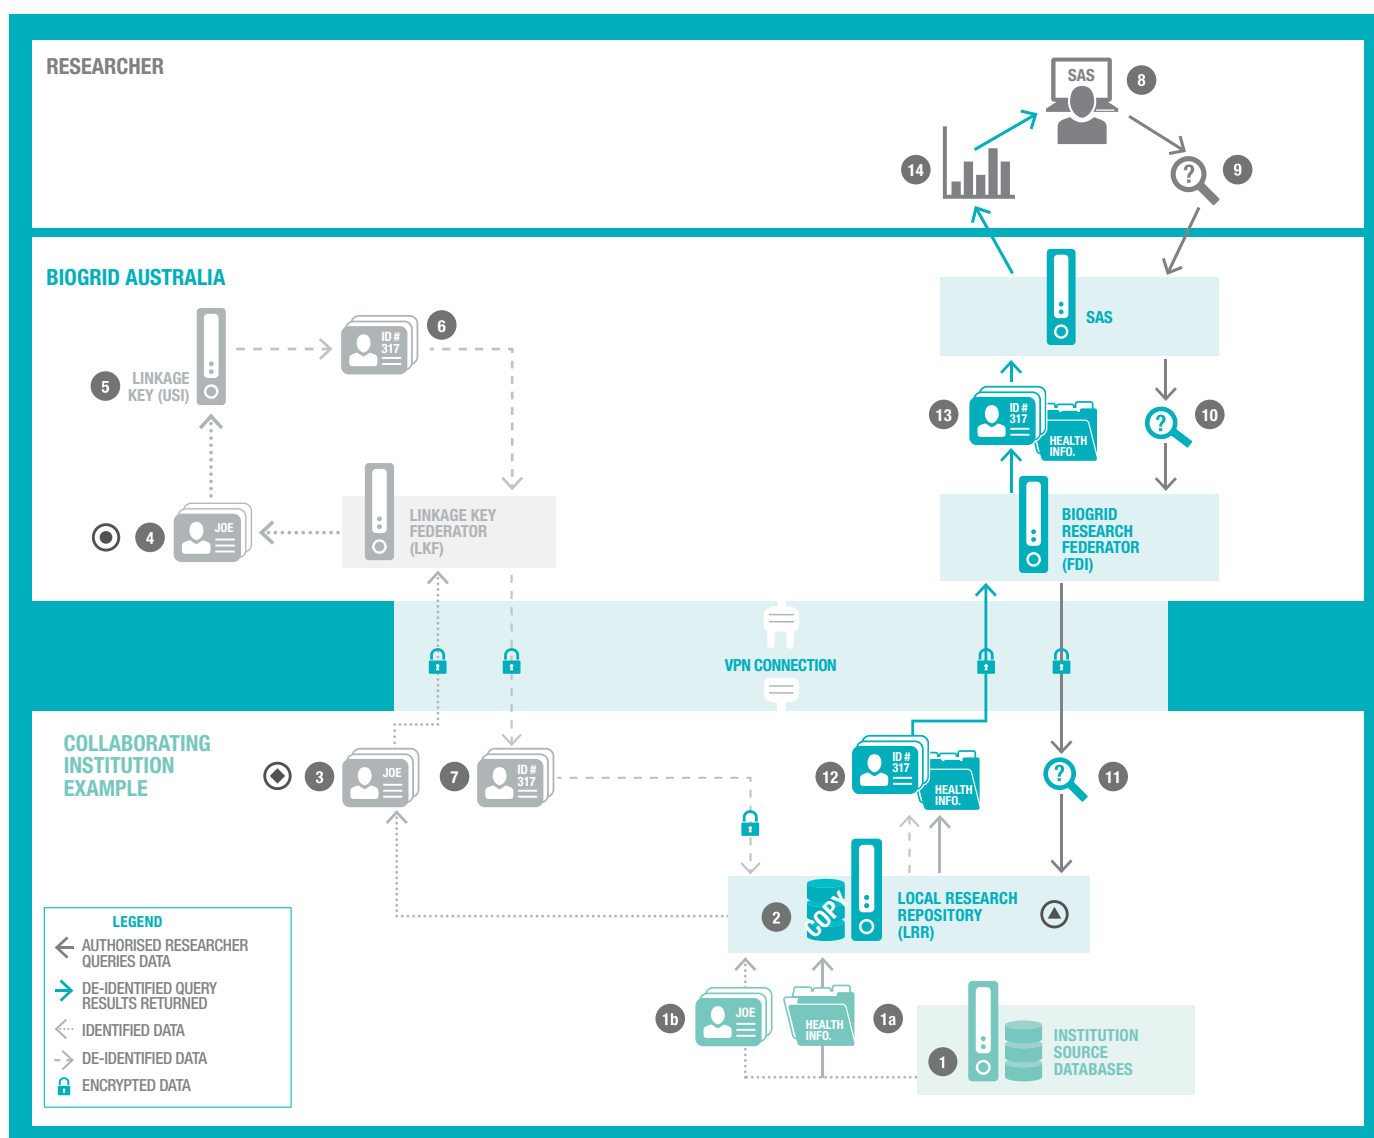 RESEARCHER
SAS
8
14
?
9
BIOGRID AUSTRALIA
SAS
ID #
317
6
5
LINKAGE
KEY (USI)
13
ID #
317
HEALTH
INFO.
?
10
4
JOE
LINKAGE KEY
FEDERATOR
(LKF)
BIOGRID
RESEARCH
FEDERATOR
(FDI)
VPN CONNECTION
COLLABORATING
INSTITUTION
EXAMPLE
3
JOE
7
ID #
317
12
ID #
317
HEALTH
INFO.
?
11
2
COPY
LOCAL RESEARCH
REPOSITORY
(LRR)
1b
JOE
HEALTH
INFO.
1a
1
INSTITUTION
SOURCE
DATABASES
LEGEND
AUTHORISED RESEARCHER
QUERIES DATA
DE-IDENTIFIED QUERY
RESULTS RETURNED
IDENTIFIED DATA
DE-IDENTIFIED DATA
ENCRYPTED DATA